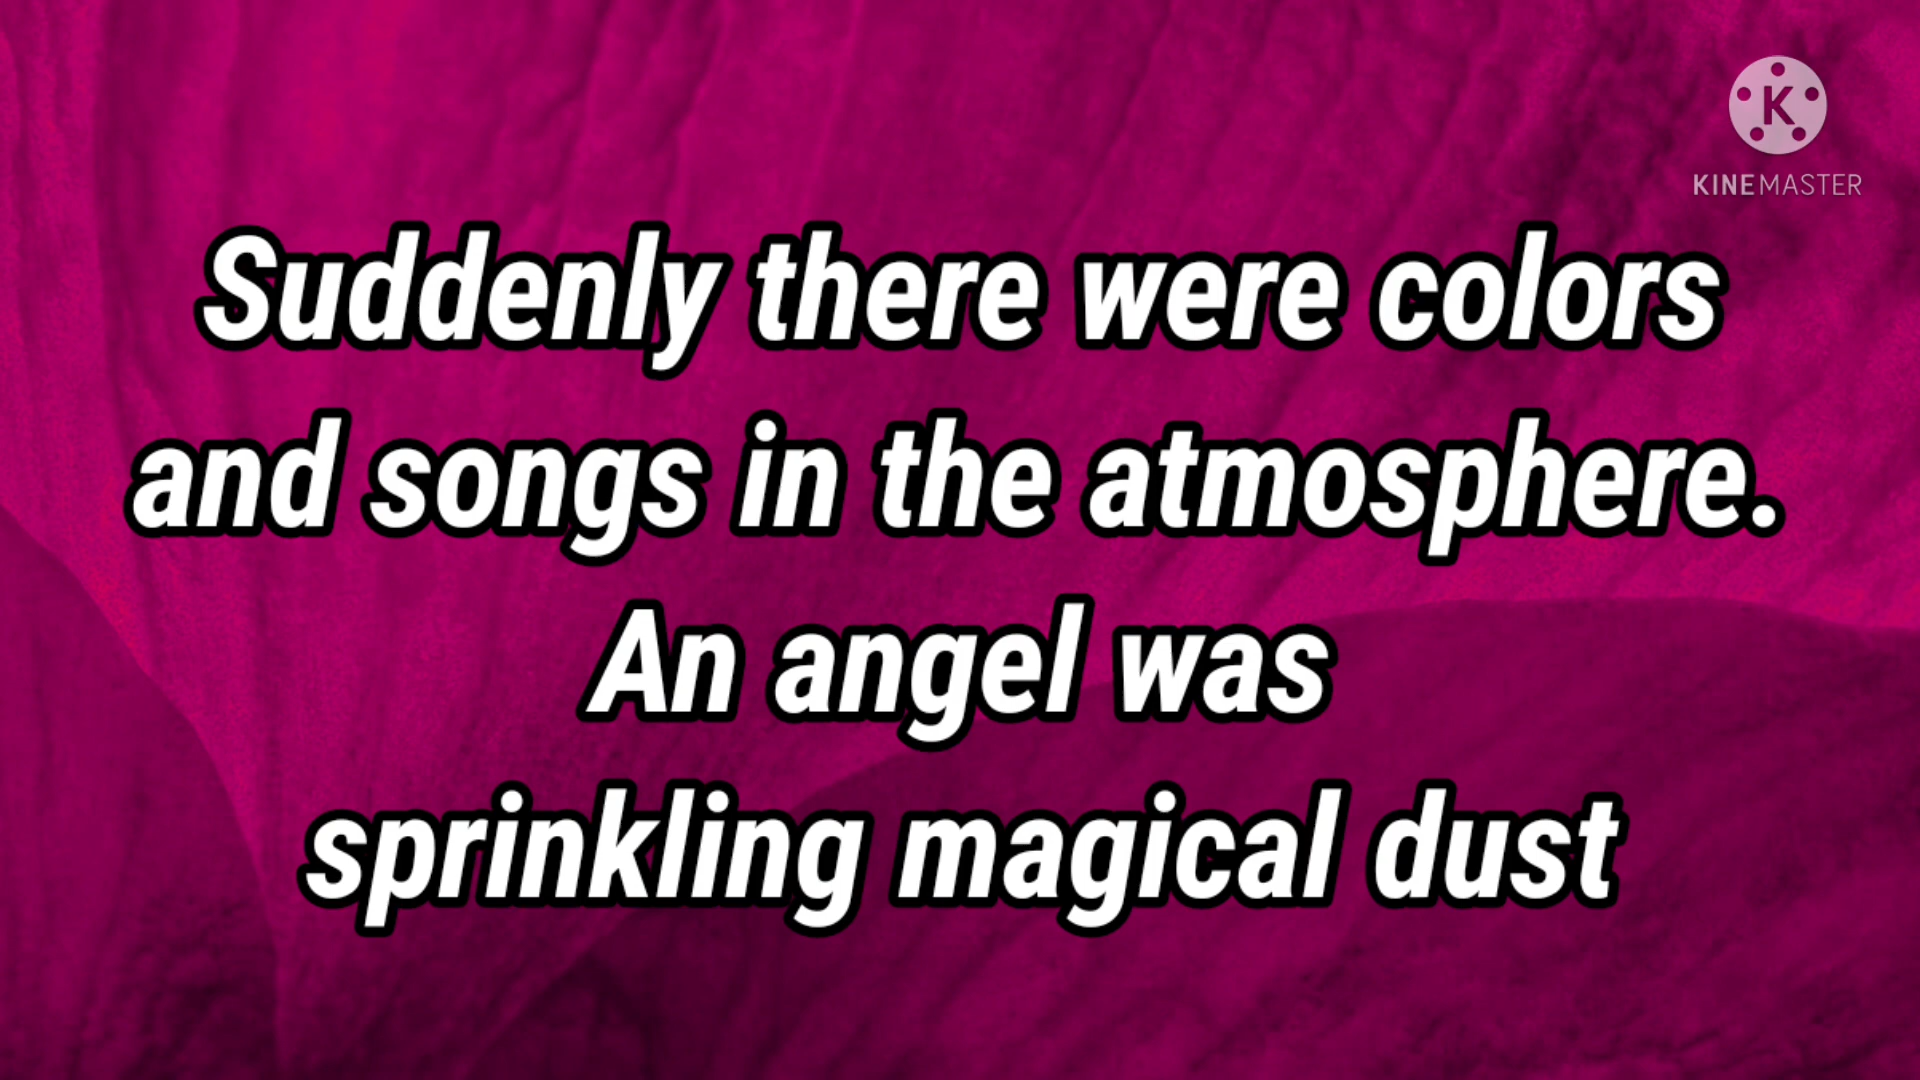 K
KINEMASTER
Suddenly there were colors
and songs in the atmosphere.
An angel was
sprinkling magical dust